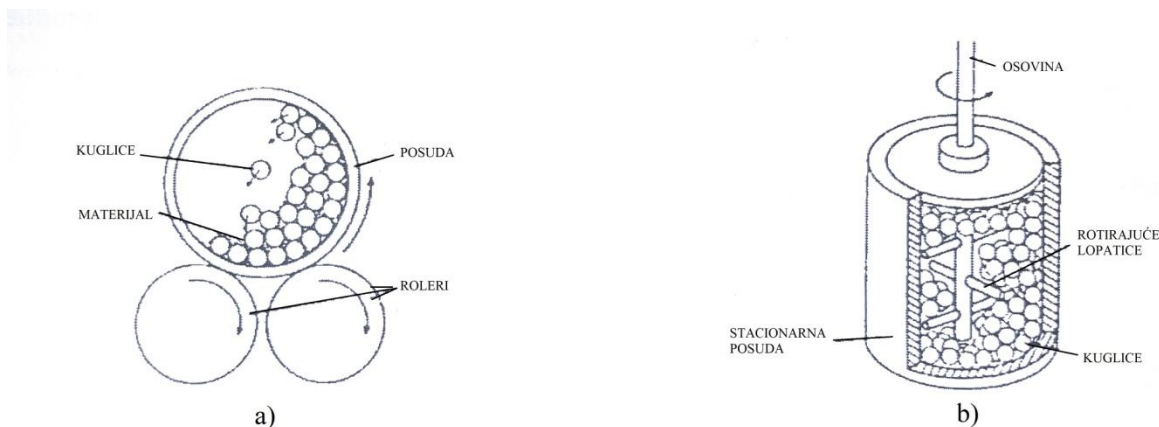 KUGLICE
POSUDA
MATERIJAL
ROLERI
a)
OSOVINA
ROTIRAJUĆE
LOPATICE
STACIONARNA
POSUDA
KUGLICE
b)